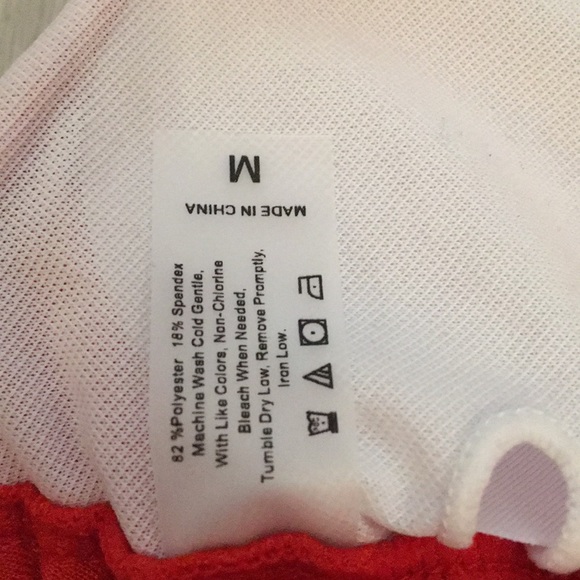 M
MADE IN CHINA
82 %Polyester 18% Spendex
Machine Wash Cold Gentle,
With Like Colors, Non-Chlorine
Bleach When Needed,
Tumble Dry Low, Remove Promptly,
Iron Low.